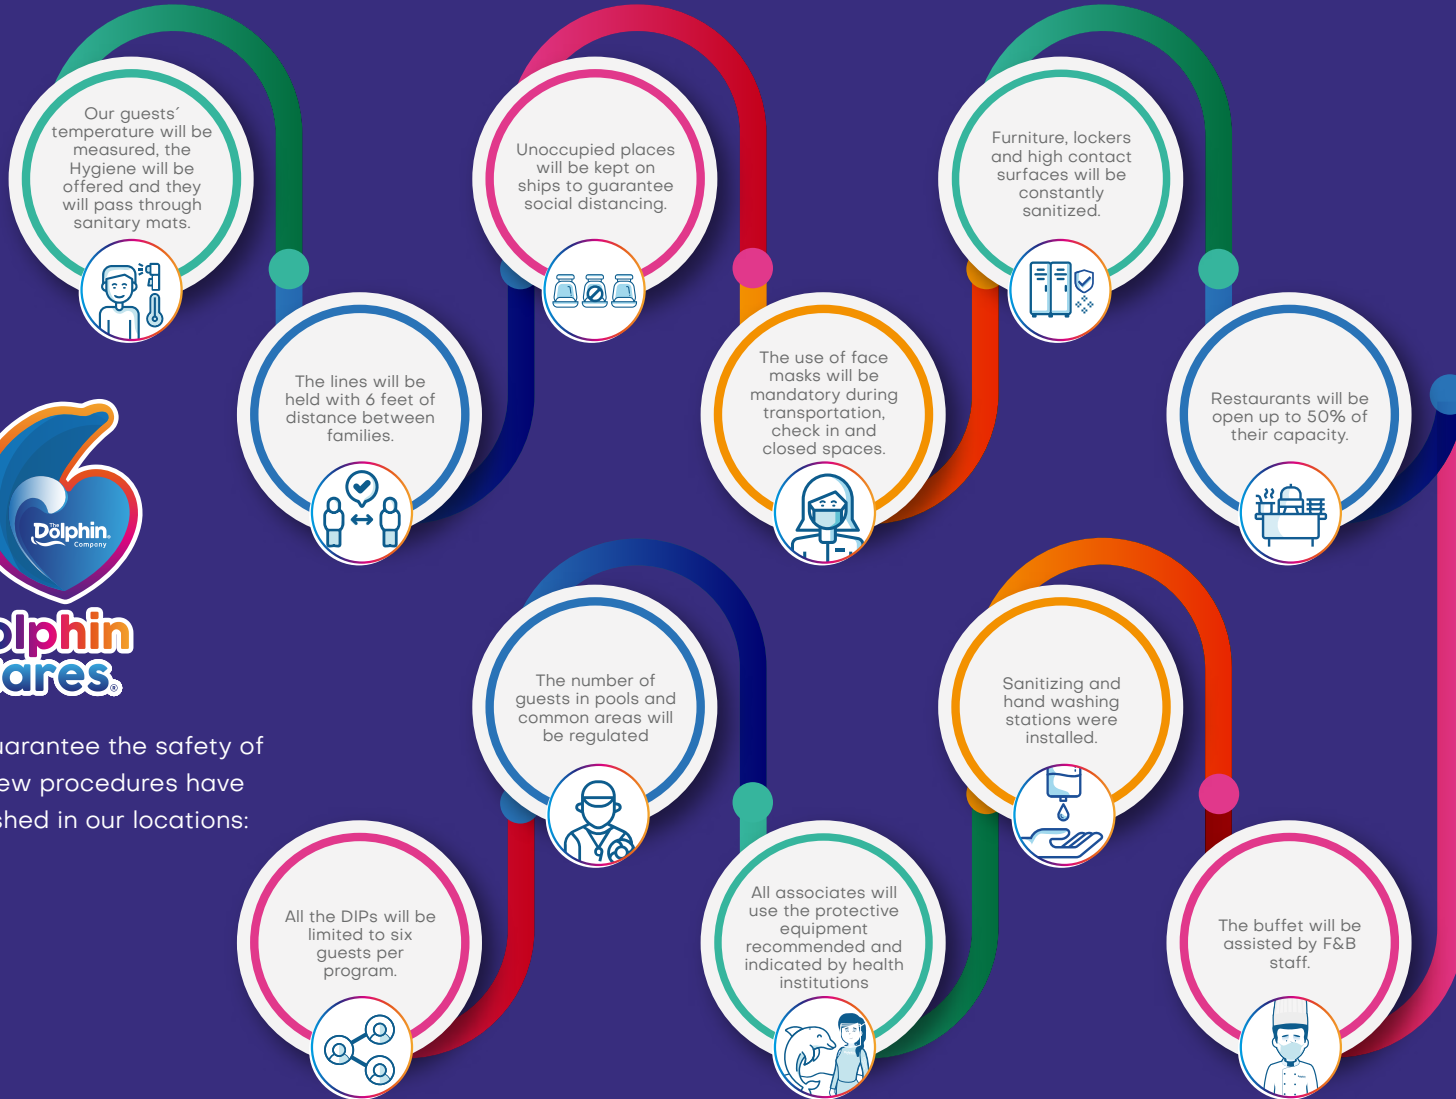 Our guests´
temperature will be
measured, the
Hygiene will be
offered and they
will pass through
sanitary mats.
The lines will be
held with 6 feet of
distance between
families.
Unoccupied places
will be kept on
ships to guarantee
social distancing.
The use of face
masks will be
mandatory during
transportation,
check in and
closed spaces.
Furniture, lockers
and high contact
surfaces will be
constantly
sanitized.
Restaurants will be
open up to 50% of
their capacity.
The
Dolphin®
Company
olphin
ares®
uarantee the safety of
ew procedures have
shed in our locations:
All the DIPs will be
limited to six
guests per
program.
The number of
guests in pools and
common areas will
be regulated
All associates will
use the protective
equipment
recommended and
indicated by health
institutions
Sanitizing and
hand washing
stations were
installed.
The buffet will be
assisted by F&B
staff.